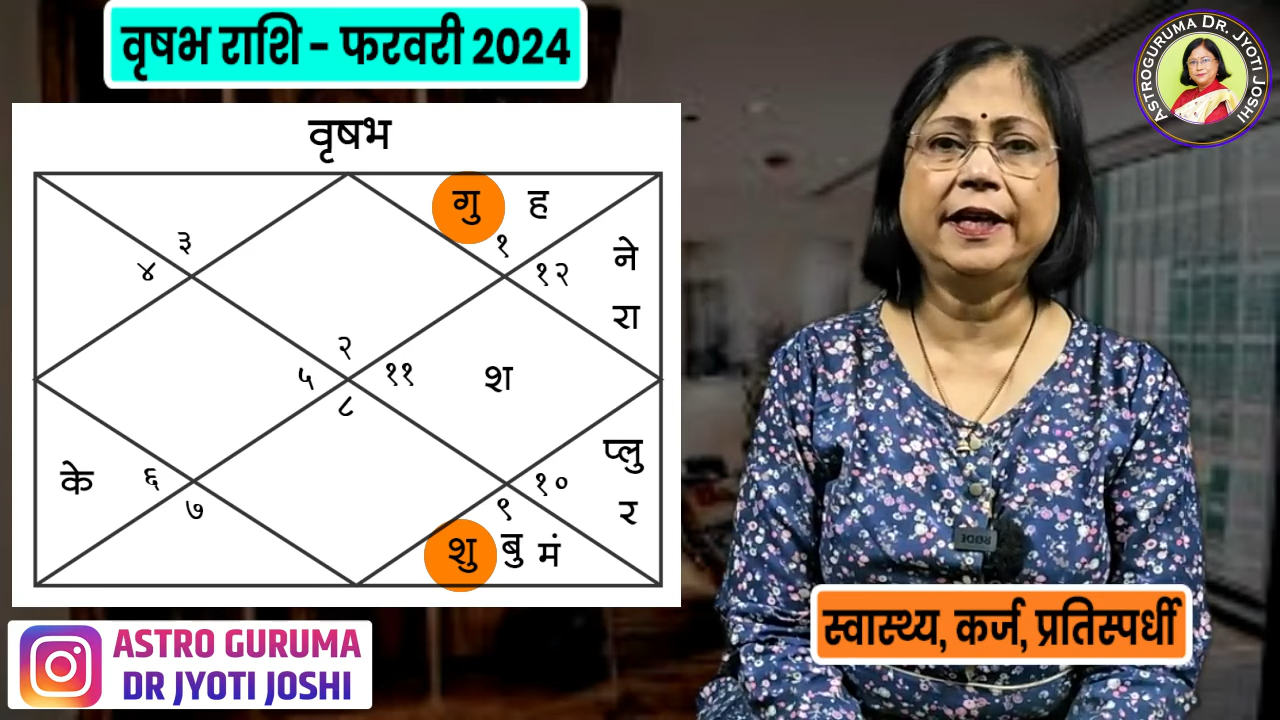 वृषभ राशि - फरवरी 2024
ASTROGURUMA DR. JYOTI JOSHI
वृषभ
गु ह
३ १
४ १२ ने
रा
२
५ ११ श
८
प्लु
के ६ १०
७ ९ र
शु बु मं
RODE
स्वास्थ्य, कर्ज, प्रतिस्पर्धी
ASTRO GURUMA
DR JYOTI JOSHI